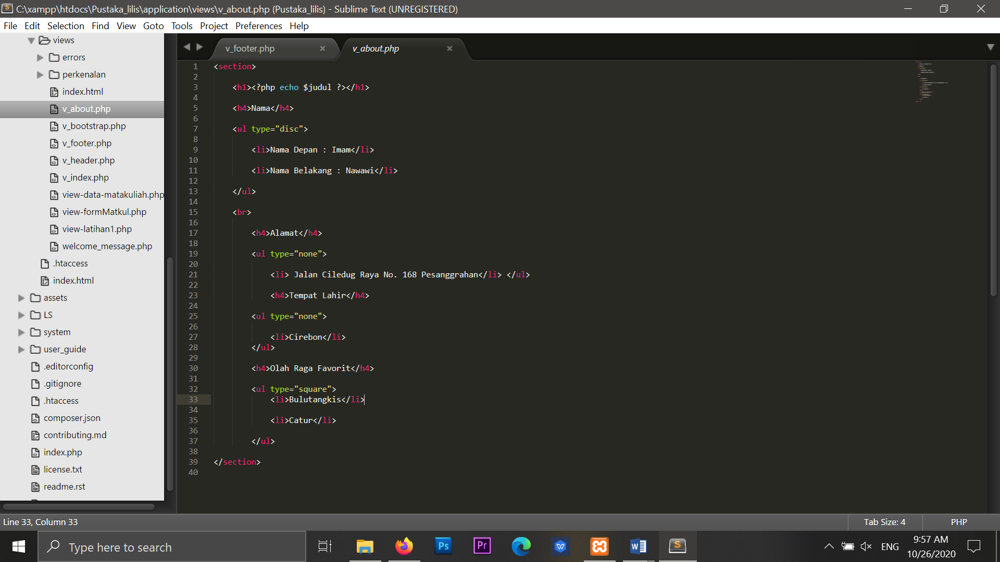 C:\xampp\htdocs\Pustaka_lilis\application\views\v_about.php (Pustaka_lilis) - Sublime Text (UNREGISTERED)
File Edit Selection Find View Goto Tools Project Preferences Help
views
errors
perkenalan
index.html
v_about.php
v_bootstrap.php
v_footer.php
v_header.php
v_index.php
view-data-matakuliah.php
view-formMatkul.php
view-latihan1.php
welcome_message.php
.htaccess
index.html
assets
LS
system
user_guide
.editorconfig
.gitignore
.htaccess
composer.json
contributing.md
index.php
license.txt
readme.rst
v_footer.php v_about.php
1 <section>
2
3 <h1><?php echo $judul ?></h1>
4
5 <h4>Nama</h4>
6
7 <ul type="disc">
8
9 <li>Nama Depan : Imam</li>
10
11 <li>Nama Belakang : Nawawi</li>
12
13 </ul>
14
15 <br>
16
17 <h4>Alamat</h4>
18
19 <ul type="none">
20
21 <li> Jalan Ciledug Raya No. 168 Pesanggrahan</li> </ul>
22
23 <h4>Tempat Lahir</h4>
24
25 <ul type="none">
26
27 <li>Cirebon</li>
28 </ul>
29
30 <h4>Olah Raga Favorit</h4>
31
32 <ul type="square">
33 <li>Bulutangkis</li>
34
35 <li>Catur</li>
36
37 </ul>
38
39 </section>
40
Line 33, Column 33 Tab Size: 4 PHP
Type here to search
Ps
Pr
ENG
9:57 AM
10/26/2020